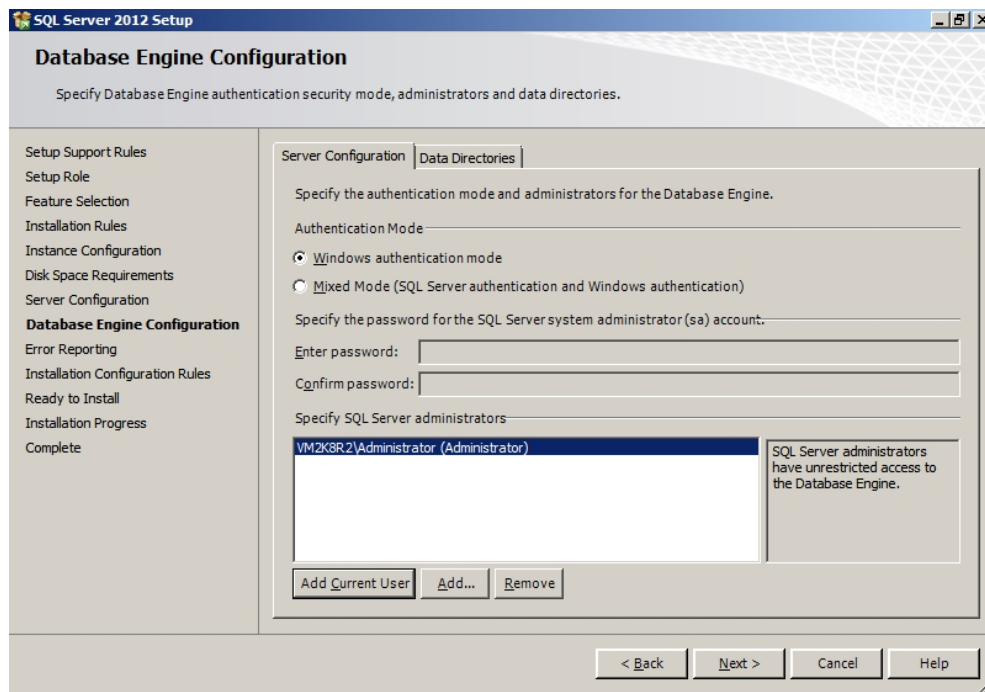 SQL Server 2012 Setup
Database Engine Configuration
Specify Database Engine authentication security mode, administrators and data directories.
Setup Support Rules
Setup Role
Feature Selection
Installation Rules
Instance Configuration
Disk Space Requirements
Server Configuration
Database Engine Configuration
Error Reporting
Installation Configuration Rules
Ready to Install
Installation Progress
Complete
Server Configuration
Data Directories
Specify the authentication mode and administrators for the Database Engine.
Authentication Mode
Windows authentication mode
Mixed Mode (SQL Server authentication and Windows authentication)
Specify the password for the SQL Server system administrator (sa) account.
Enter password:
Confirm password:
Specify SQL Server administrators
VM2K8R2\Administrator (Administrator)
SQL Server administrators
have unrestricted access to
the Database Engine.
Add Current User
Add...
Remove
< Back
Next >
Cancel
Help